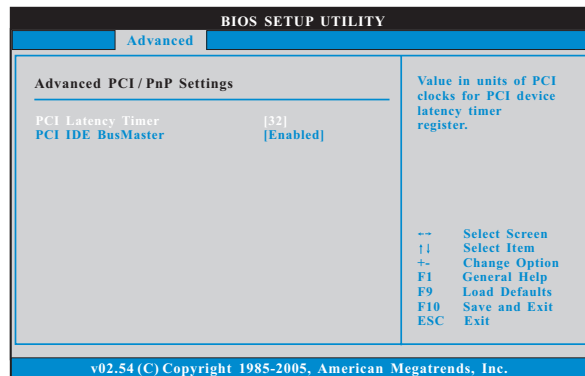 BIOS SETUP UTILITY
Advanced
Advanced PCI / PnP Settings
PCI Latency Timer [32]
PCI IDE BusMaster [Enabled]
Value in units of PCI
clocks for PCI device
latency timer
register.
←→ Select Screen
↑↓ Select Item
+- Change Option
F1 General Help
F9 Load Defaults
F10 Save and Exit
ESC Exit
v02.54 (C) Copyright 1985-2005, American Megatrends, Inc.